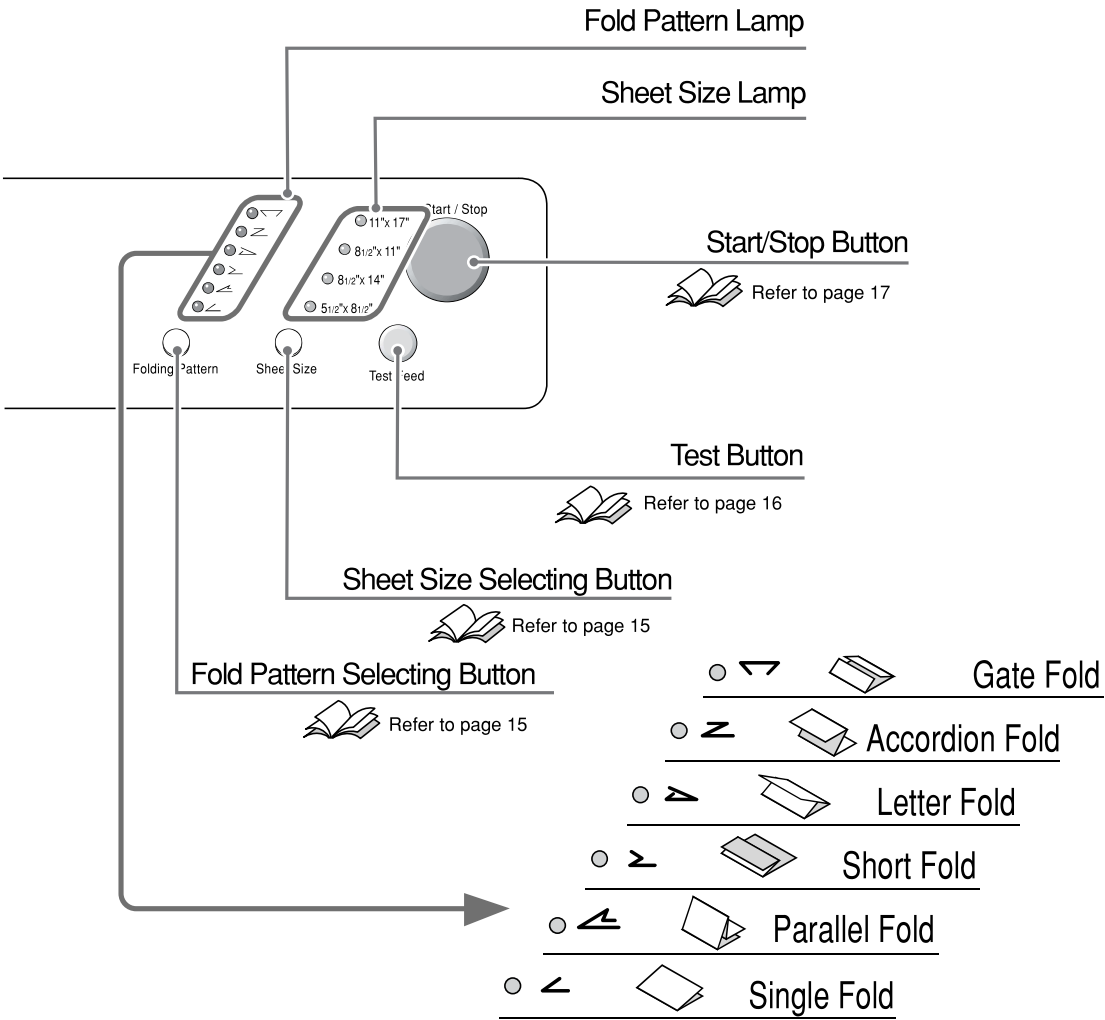 Fold Pattern Lamp
Sheet Size Lamp
Start / Stop
11"x 17"
81/2"x 11"
81/2"x 14"
51/2"x 81/2"
Start/Stop Button
Refer to page 17
Folding Pattern
Sheet Size
Test Feed
Test Button
Refer to page 16
Sheet Size Selecting Button
Refer to page 15
Fold Pattern Selecting Button
Refer to page 15
Gate Fold
Accordion Fold
Letter Fold
Short Fold
Parallel Fold
Single Fold